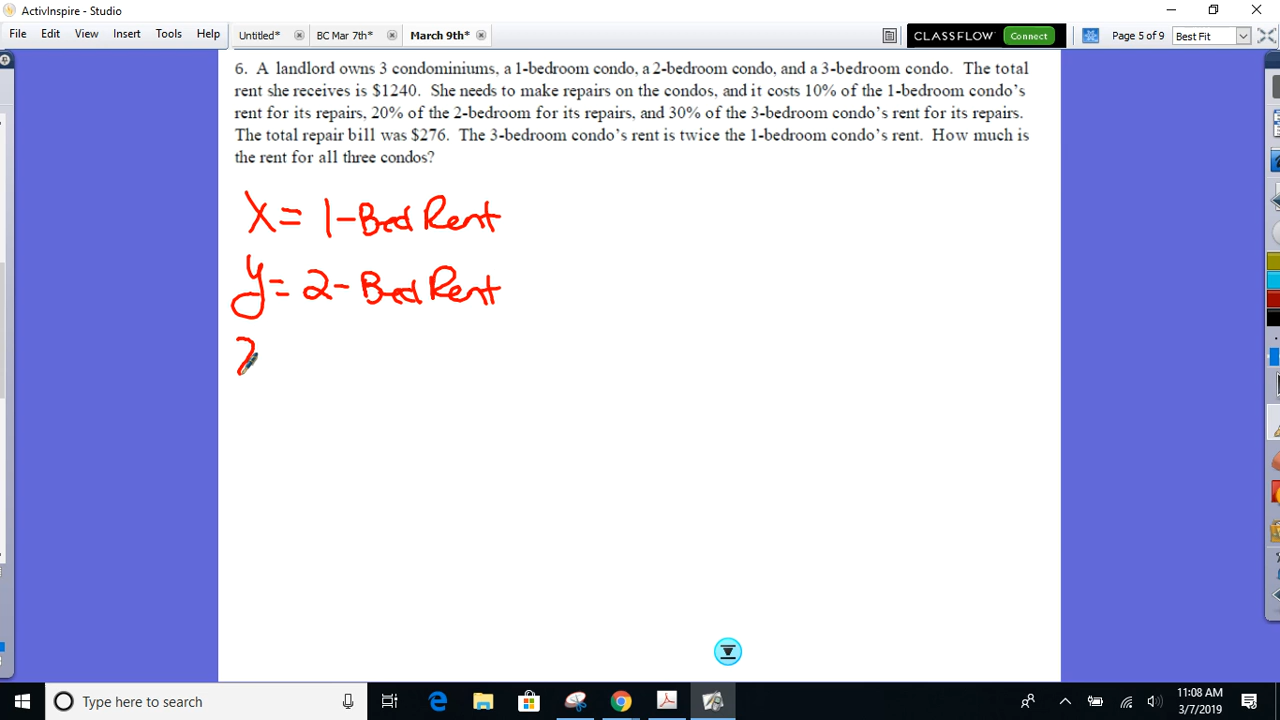 ActivInspire - Studio
File Edit View Insert Tools Help
Untitled*
BC Mar 7th*
March 9th*
CLASSFLOW Connect
Page 5 of 9
Best Fit
6. A landlord owns 3 condominiums, a 1-bedroom condo, a 2-bedroom condo, and a 3-bedroom condo. The total
rent she receives is $1240. She needs to make repairs on the condos, and it costs 10% of the 1-bedroom condo's
rent for its repairs, 20% of the 2-bedroom for its repairs, and 30% of the 3-bedroom condo's rent for its repairs.
The total repair bill was $276. The 3-bedroom condo's rent is twice the 1-bedroom condo's rent. How much is
the rent for all three condos?
x = 1-Bed Rent
y = 2-Bed Rent
Type here to search
11:08 AM
3/7/2019